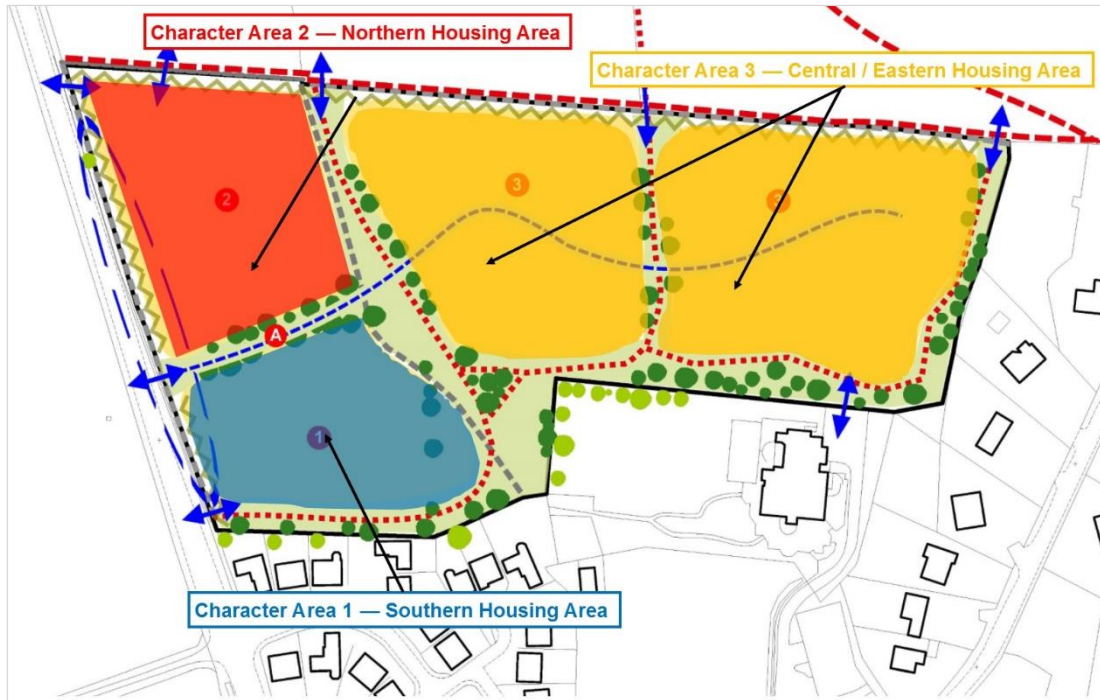 Character Area 2 — Northern Housing Area
Character Area 3 — Central / Eastern Housing Area
2
3
3
A
1
Character Area 1 — Southern Housing Area